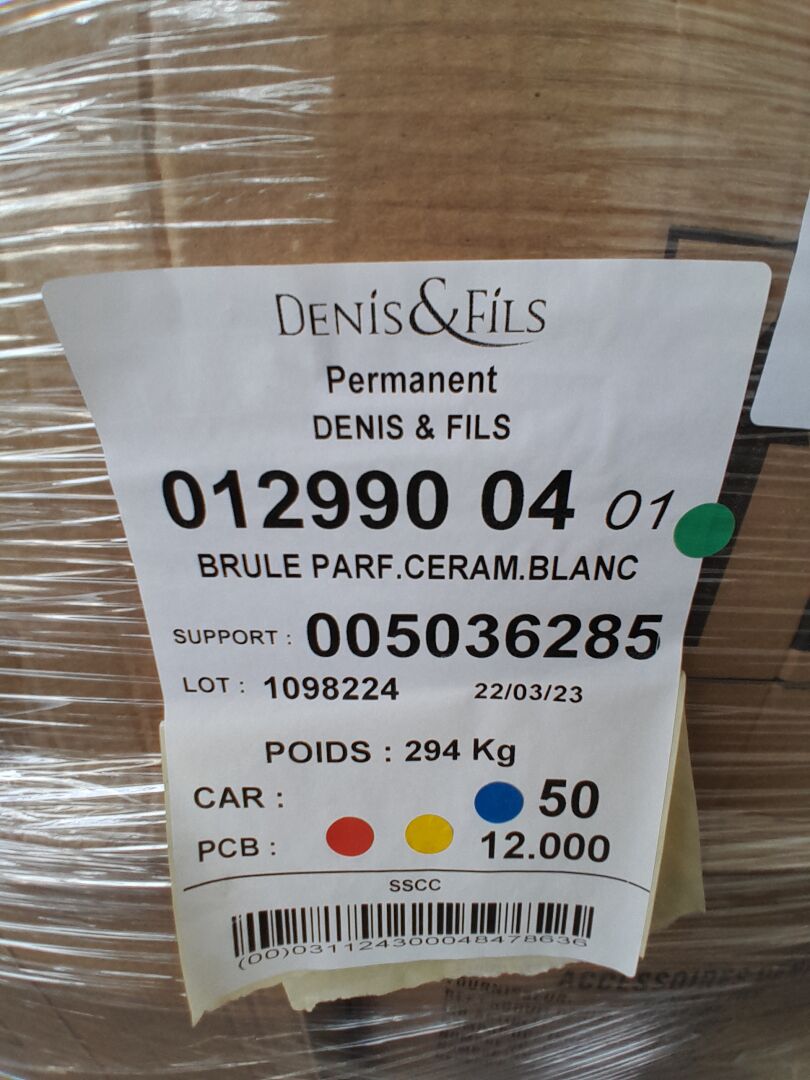 DENIS & FILS
Permanent
DENIS & FILS
012990 04 01
BRULE PARF.CERAM.BLANC
SUPPORT : 005036285
LOT : 1098224 22/03/23
POIDS : 294 Kg
CAR : 50
PCB : 12.000
SSCC
(00)031124300048478636
ACCESSOIRES
FOURNISSEUR